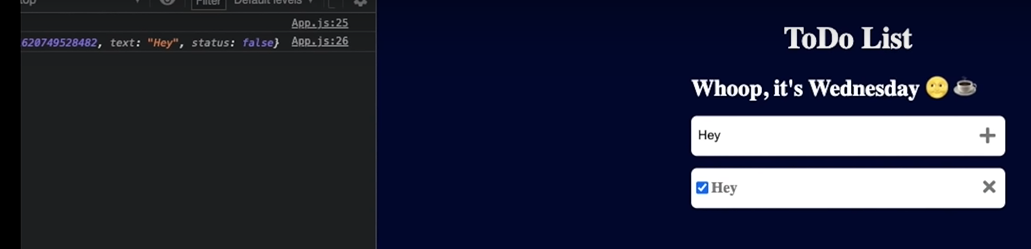 top Filter Default levels
App.js:25
620749528482, text: "Hey", status: false} App.js:26
ToDo List
Whoop, it's Wednesday 😶 ☕
Hey
Hey